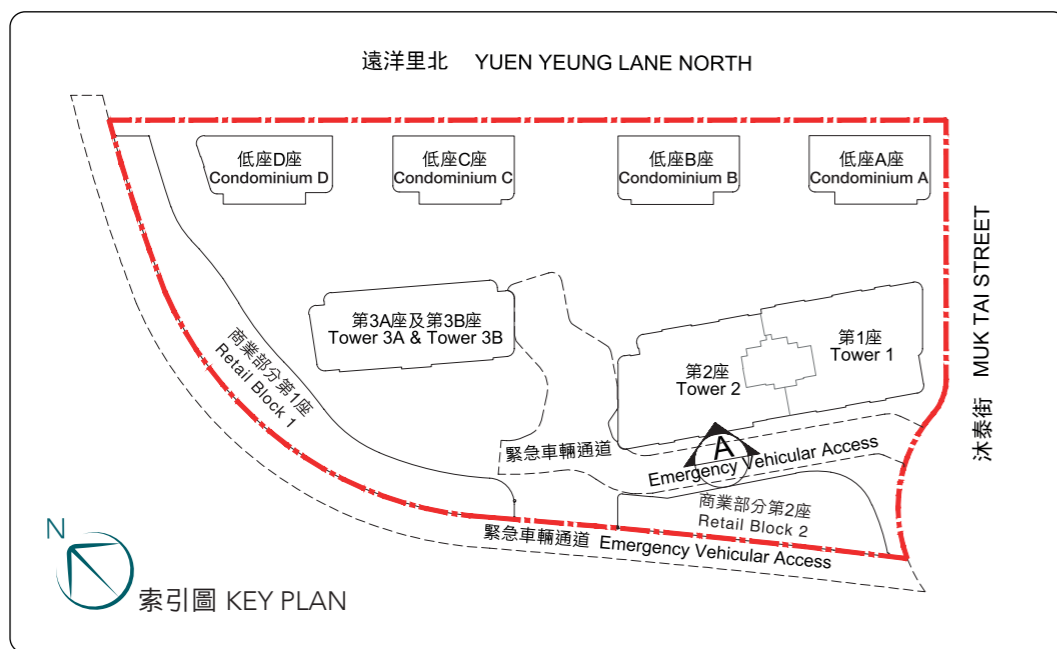 遠洋里北 YUEN YEUNG LANE NORTH
低座D座
Condominium D
低座C座
Condominium C
低座B座
Condominium B
低座A座
Condominium A
沐泰街 MUK TAI STREET
第3A座及第3B座
Tower 3A & Tower 3B
第1座
Tower 1
第2座
Tower 2
商業部分第1座
Retail Block 1
A
緊急車輛通道 Emergency Vehicular Access
商業部分第2座
Retail Block 2
緊急車輛通道 Emergency Vehicular Access
N
索引圖 KEY PLAN